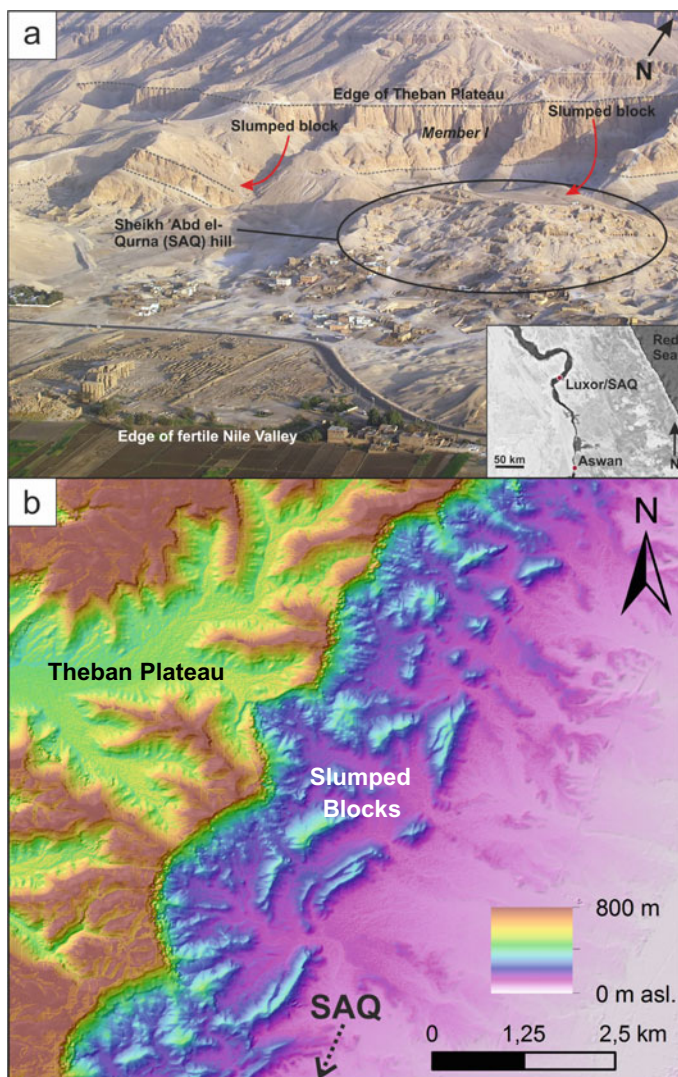 a
N
Edge of Theban Plateau
Slumped block
Slumped block
Member I
Sheikh 'Abd el-
Qurna (SAQ) hill
Red
Sea
Luxor/SAQ
50 km
Aswan
N
Edge of fertile Nile Valley
b
N
Theban Plateau
Slumped
Blocks
800 m
0 m asl.
SAQ
0
1,25
2,5 km